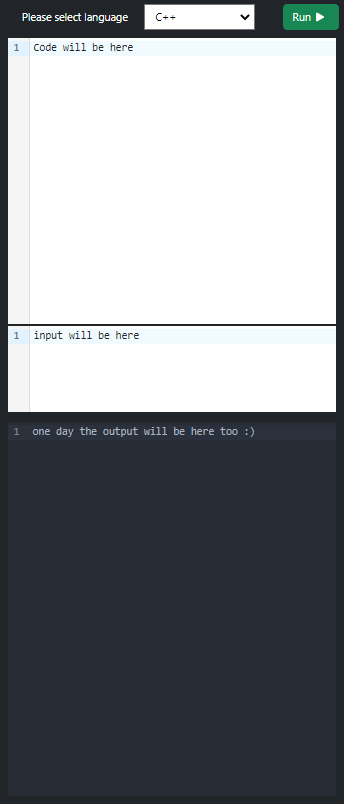 Please select language C++ Run
1 Code will be here
1 input will be here
1 one day the output will be here too :)